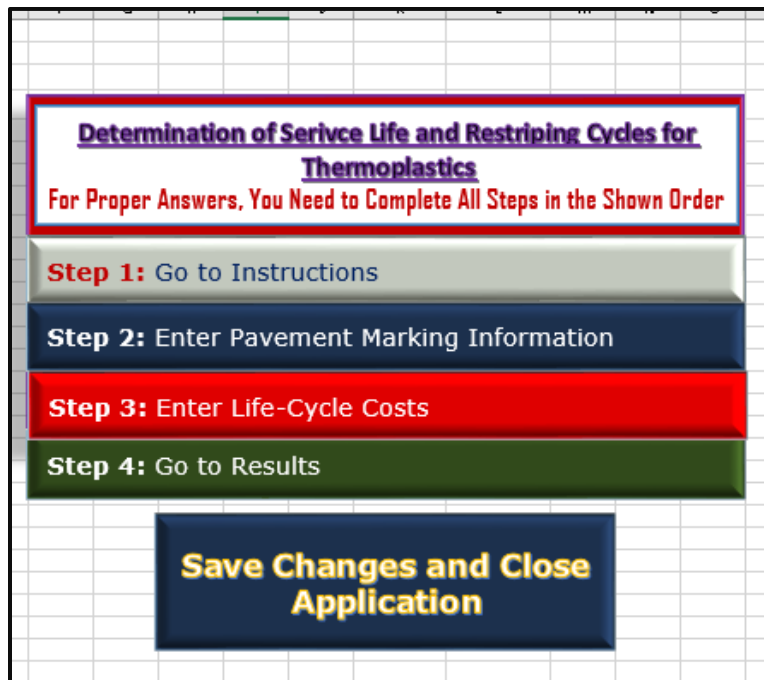 Determination of Serivce Life and Restriping Cycles for
Thermoplastics
For Proper Answers, You Need to Complete All Steps in the Shown Order
Step 1: Go to Instructions
Step 2: Enter Pavement Marking Information
Step 3: Enter Life-Cycle Costs
Step 4: Go to Results
Save Changes and Close
Application